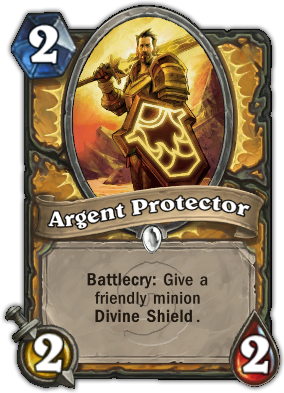 2
Argent Protector
Battlecry: Give a
friendly minion
Divine Shield.
2
2